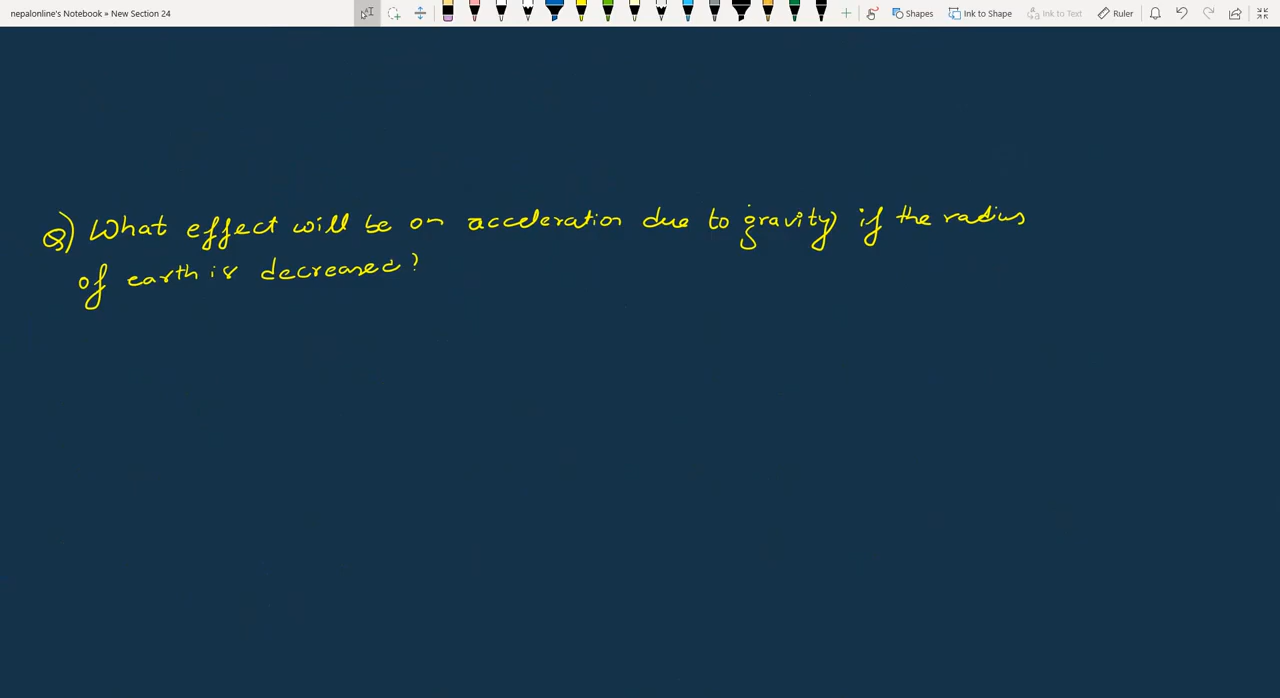 nepalonline's Notebook » New Section 24
Shapes Ink to Shape Ink to Text Ruler
Q) What effect will be on acceleration due to gravity if the radius
of earth is decreased?